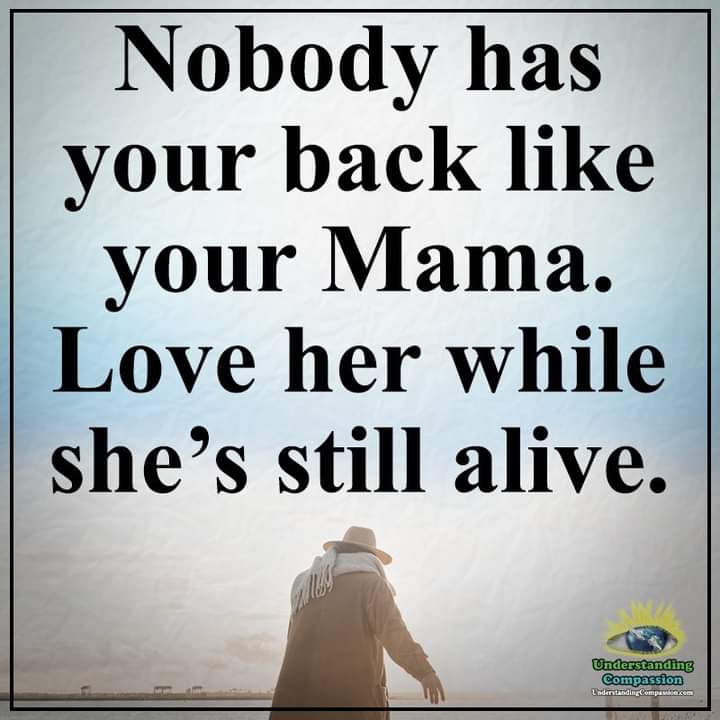 Nobody has
your back like
your Mama.
Love her while
she’s still alive.
Understanding
Compassion
UnderstandingCompassion.com